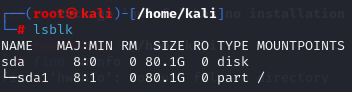 ┌──(root㉿kali)-[/home/kali]
└─# lsblk
NAME   MAJ:MIN RM  SIZE RO TYPE MOUNTPOINTS
sda      8:0    0 80.1G  0 disk
└─sda1   8:1    0 80.1G  0 part /